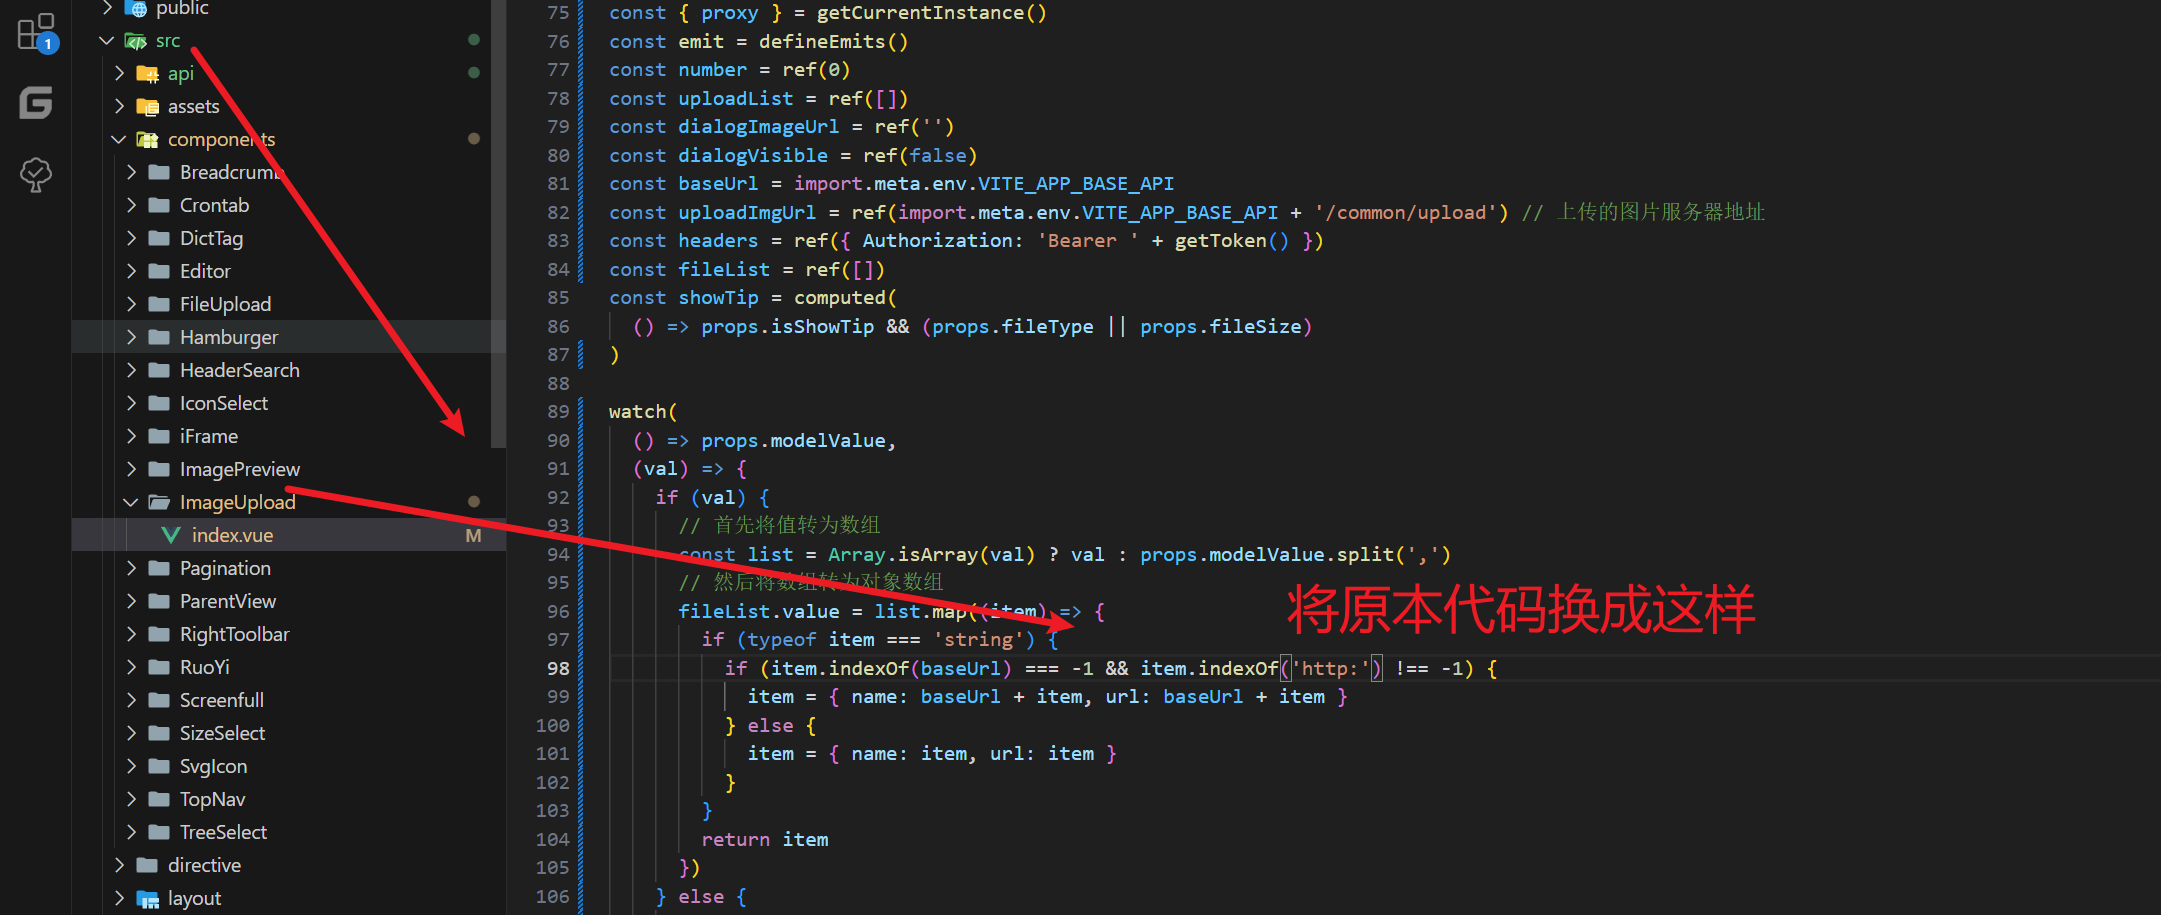 public
src
api
assets
components
Breadcrumb
Crontab
DictTag
Editor
FileUpload
Hamburger
HeaderSearch
IconSelect
iFrame
ImagePreview
ImageUpload
index.vue M
Pagination
ParentView
RightToolbar
RuoYi
Screenfull
SizeSelect
SvgIcon
TopNav
TreeSelect
directive
layout
1
75 const { proxy } = getCurrentInstance()
76 const emit = defineEmits()
77 const number = ref(0)
78 const uploadList = ref([])
79 const dialogImageUrl = ref('')
80 const dialogVisible = ref(false)
81 const baseUrl = import.meta.env.VITE_APP_BASE_API
82 const uploadImgUrl = ref(import.meta.env.VITE_APP_BASE_API + '/common/upload') // 上传的图片服务器地址
83 const headers = ref({ Authorization: 'Bearer ' + getToken() })
84 const fileList = ref([])
85 const showTip = computed(
86 () => props.isShowTip && (props.fileType || props.fileSize)
87 )
88
89 watch(
90 () => props.modelValue,
91 (val) => {
92 if (val) {
93 // 首先将值转为数组
94 const list = Array.isArray(val) ? val : props.modelValue.split(',')
95 // 然后将数组转为对象数组
96 fileList.value = list.map((item) => {
97 if (typeof item === 'string') {
98 if (item.indexOf(baseUrl) === -1 && item.indexOf('http:') !== -1) {
99 item = { name: baseUrl + item, url: baseUrl + item }
100 } else {
101 item = { name: item, url: item }
102 }
103 }
104 return item
105 })
106 } else {
将原本代码换成这样